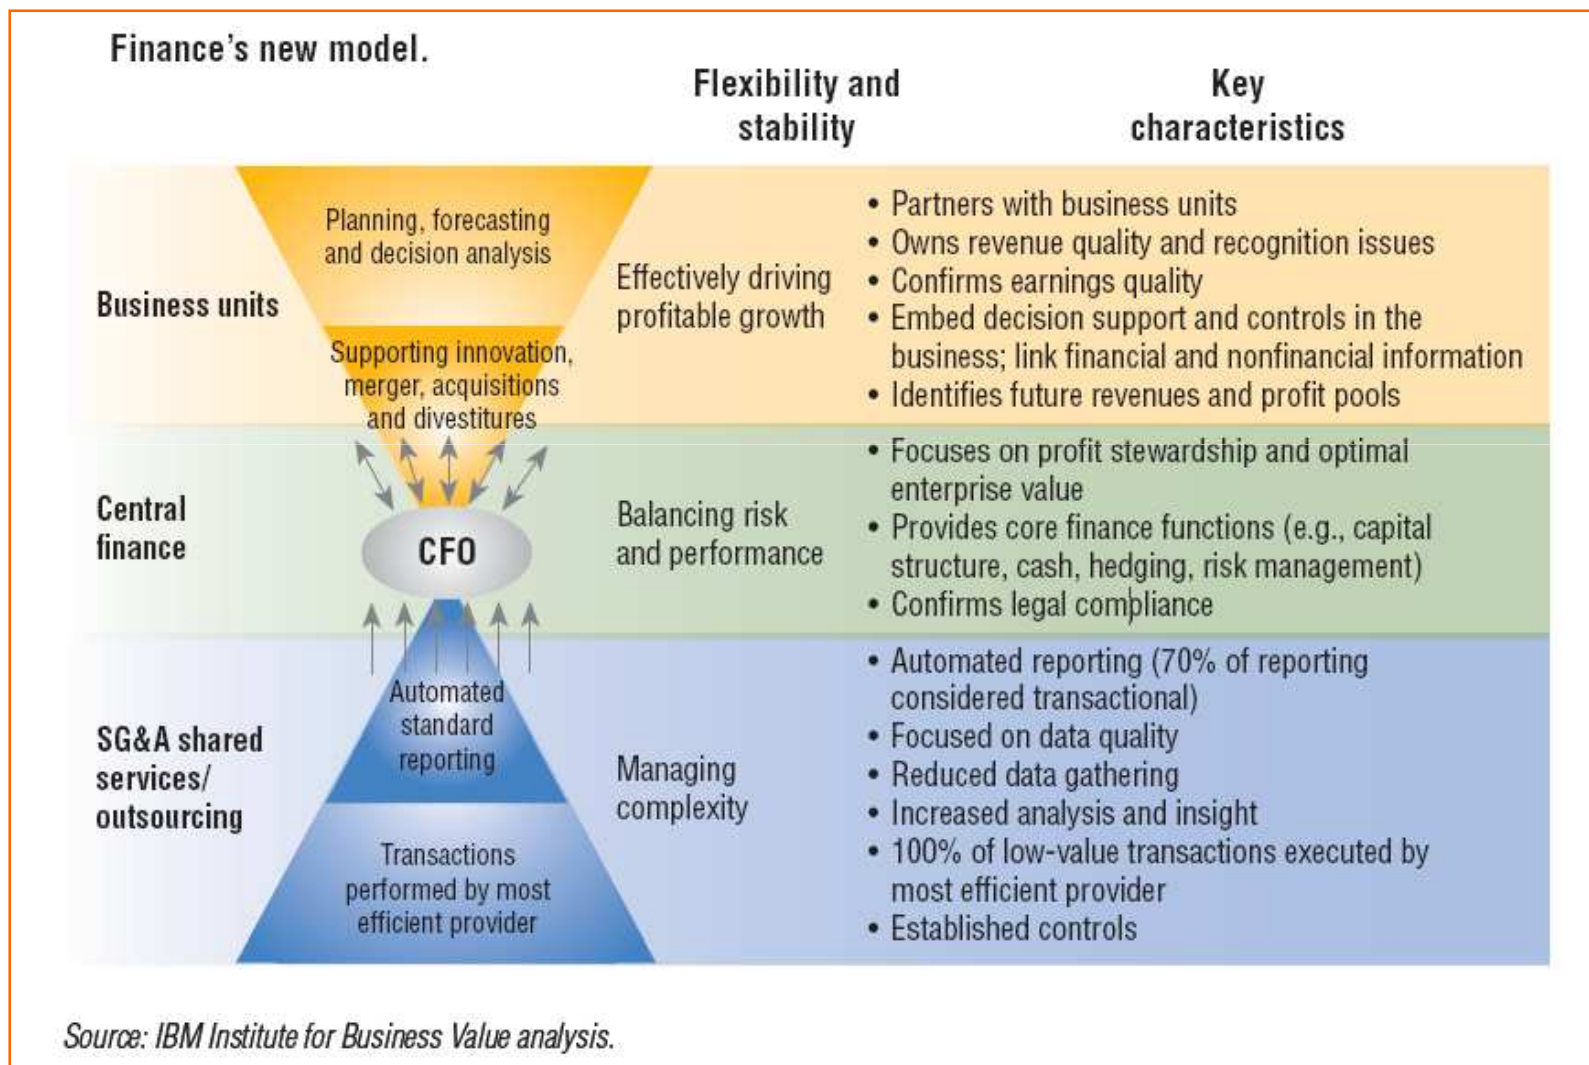 Finance's new model.
Flexibility and
stability
Key
characteristics
Business units
Planning, forecasting
and decision analysis
Supporting innovation,
merger, acquisitions
and divestitures
Effectively driving
profitable growth
• Partners with business units
• Owns revenue quality and recognition issues
• Confirms earnings quality
• Embed decision support and controls in the
business; link financial and nonfinancial information
• Identifies future revenues and profit pools
Central
finance
CFO
Balancing risk
and performance
• Focuses on profit stewardship and optimal
enterprise value
• Provides core finance functions (e.g., capital
structure, cash, hedging, risk management)
• Confirms legal compliance
SG&A shared
services/
outsourcing
Automated
standard
reporting
Transactions
performed by most
efficient provider
Managing
complexity
• Automated reporting (70% of reporting
considered transactional)
• Focused on data quality
• Reduced data gathering
• Increased analysis and insight
• 100% of low-value transactions executed by
most efficient provider
• Established controls
Source: IBM Institute for Business Value analysis.